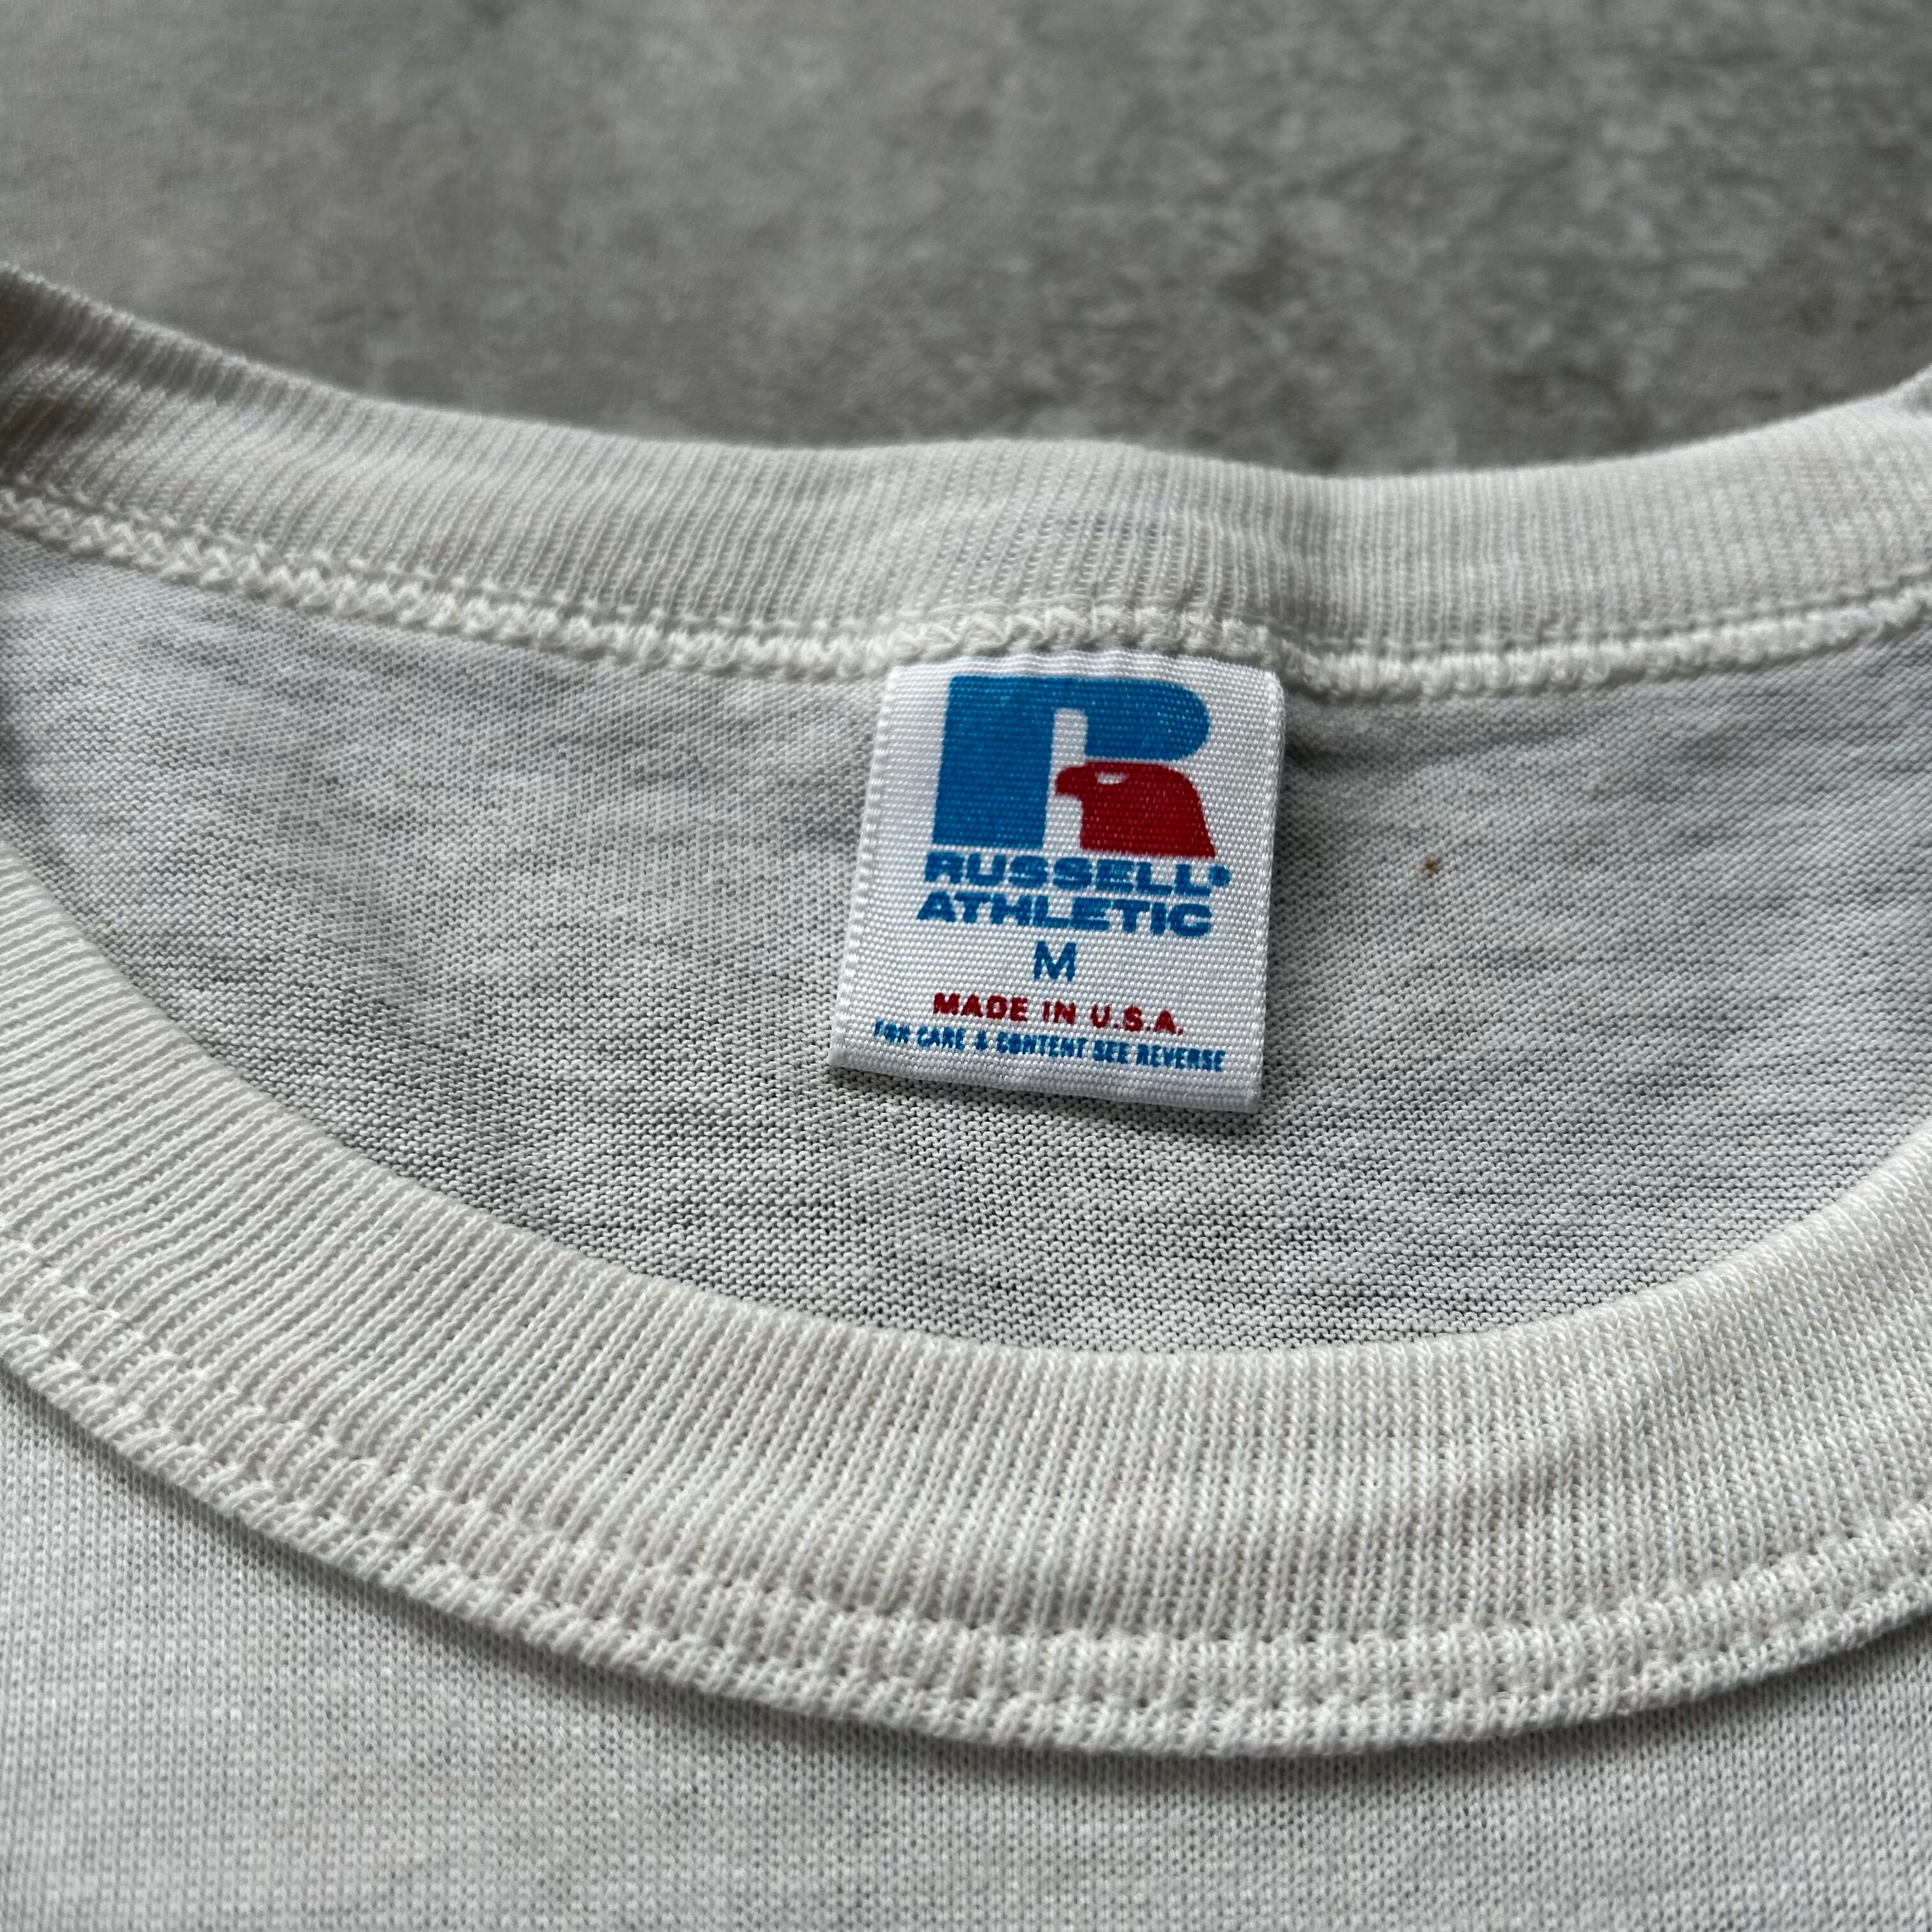 RUSSELL®
ATHLETIC
M
MADE IN U.S.A.
FOR CARE & CONTENT SEE REVERSE